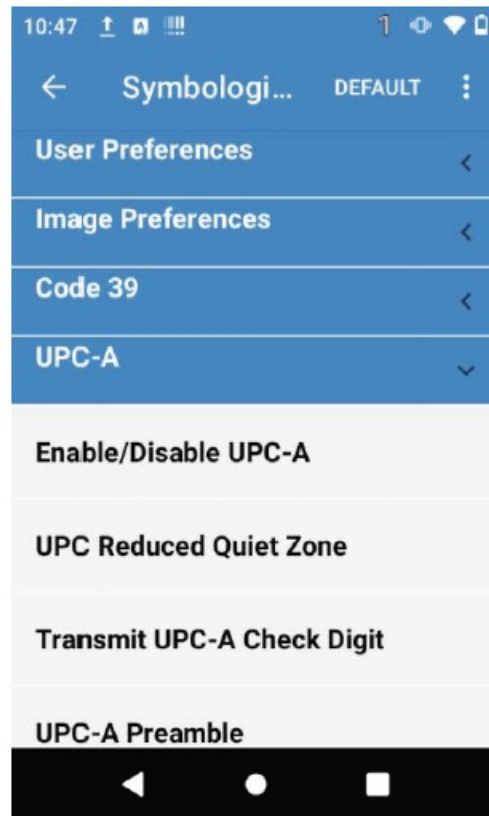 10:47 A 1
Symbologi... DEFAULT
User Preferences
Image Preferences
Code 39
UPC-A
Enable/Disable UPC-A
UPC Reduced Quiet Zone
Transmit UPC-A Check Digit
UPC-A Preamble